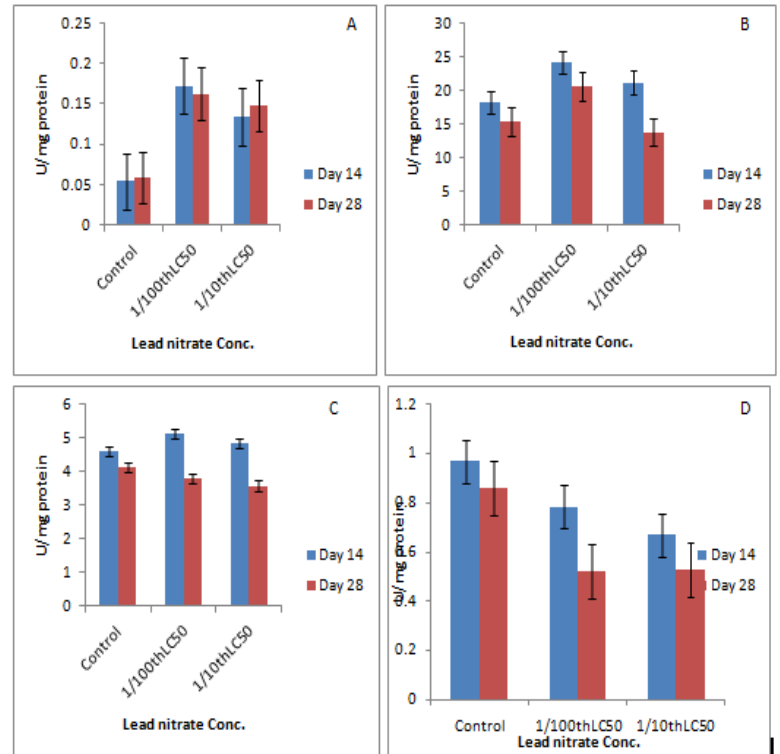 A
0.25
0.2
0.15
0.1
0.05
0
U/mg protein
Day 14
Day 28
Control
1/100thLC50
1/10thLC50
Lead nitrate Conc.
B
30
25
20
15
10
5
0
U/mg protein
Day 14
Day 28
Control
1/100thLC50
1/10thLC50
Lead nitrate Conc.
C
6
5
4
3
2
1
0
U/mg protein
Day 14
Day 28
Control
1/100thLC50
1/10thLC50
Lead nitrate Conc.
D
1.2
1
0.8
0.6
0.4
0.2
0
U/mg protein
Day 14
Day 28
Control 1/100thLC50 1/10thLC50
Lead nitrate Conc.